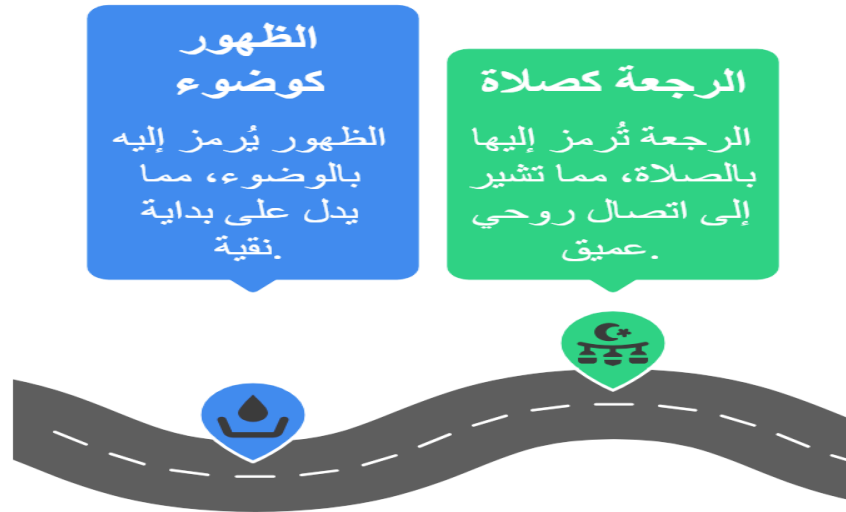 الظهور
كوضوء
الظهور يُرمز إليه
بالوضوء، مما
يدل على بداية
نقية.
الرجعة كصلاة
الرجعة تُرمز إليها
بالصلاة، مما تشير
إلى اتصال روحي
عميق.